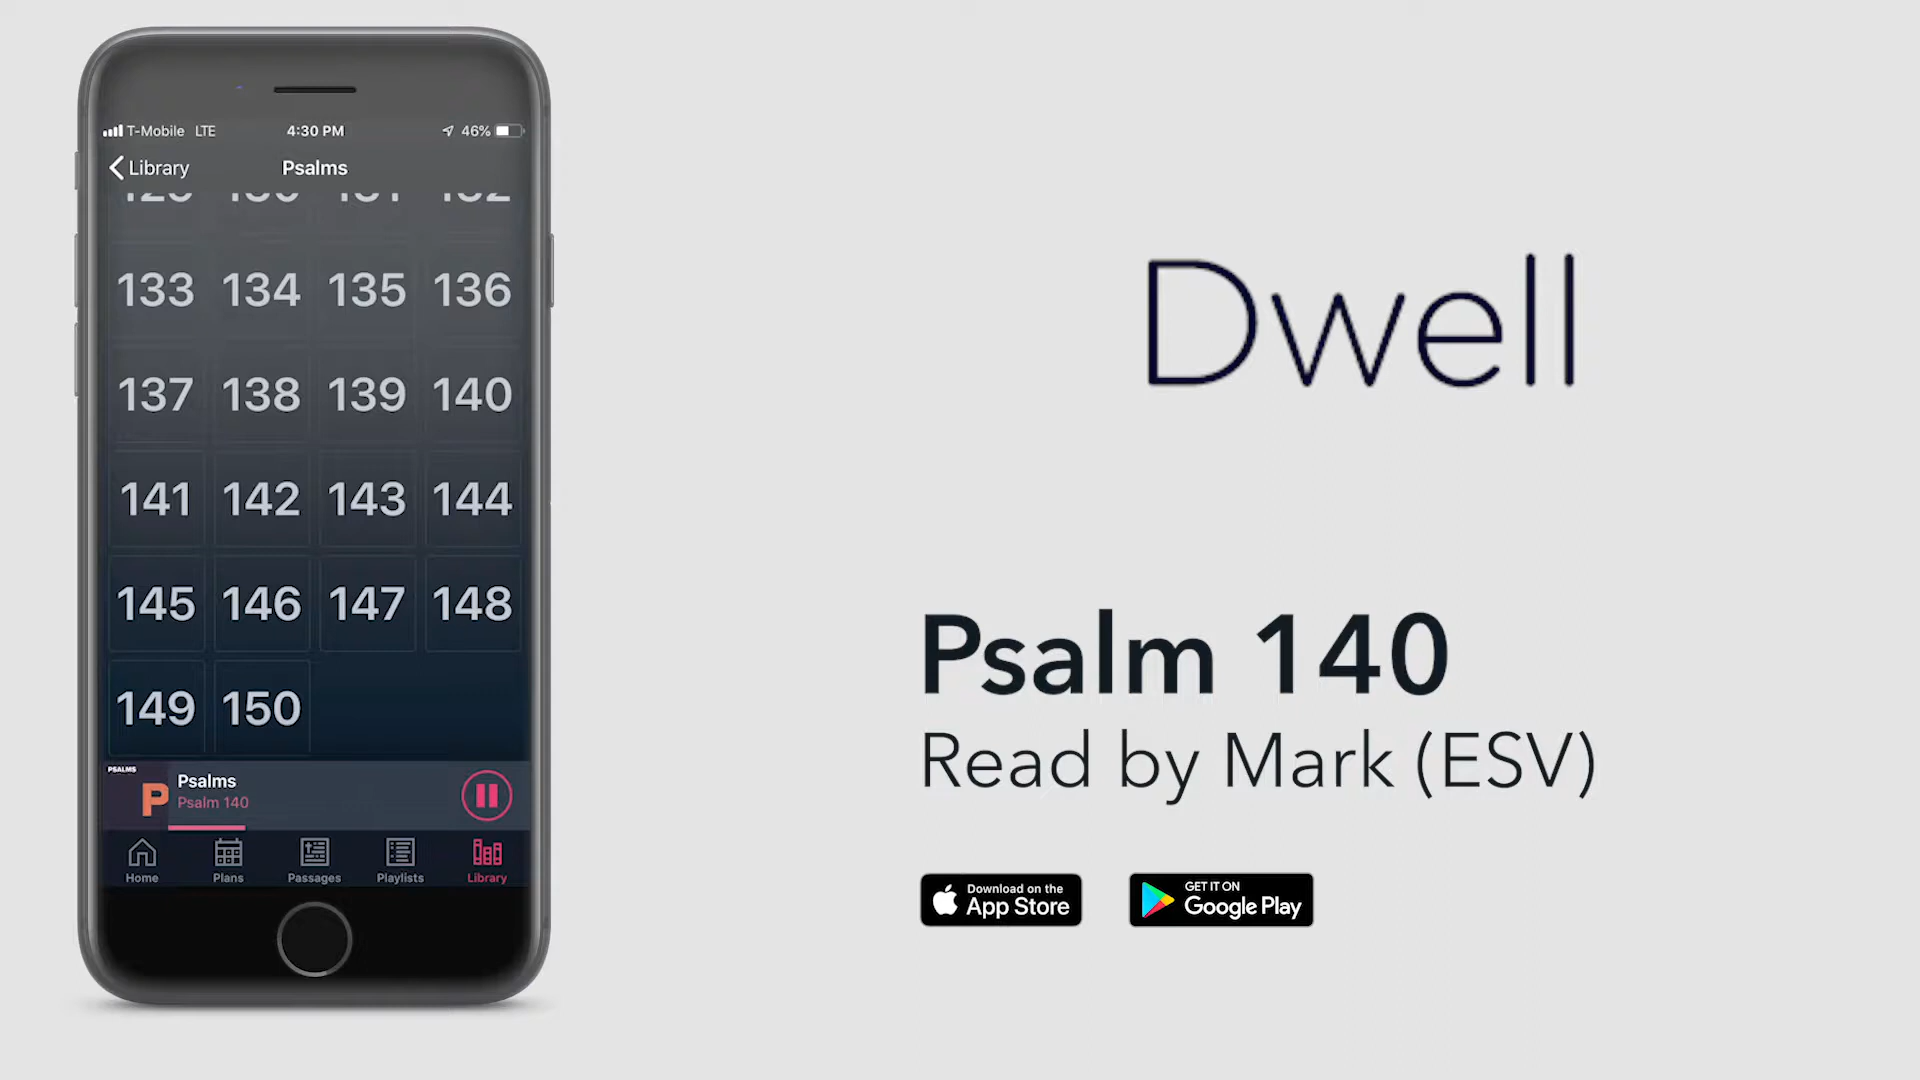 T-Mobile LTE 4:30 PM 46%
Library Psalms
133 134 135 136
137 138 139 140
141 142 143 144
145 146 147 148
149 150
PSALMS
P
Psalms
Psalm 140
Home Plans Passages Playlists Library
Dwell
Psalm 140
Read by Mark (ESV)
Download on the
App Store
GET IT ON
Google Play